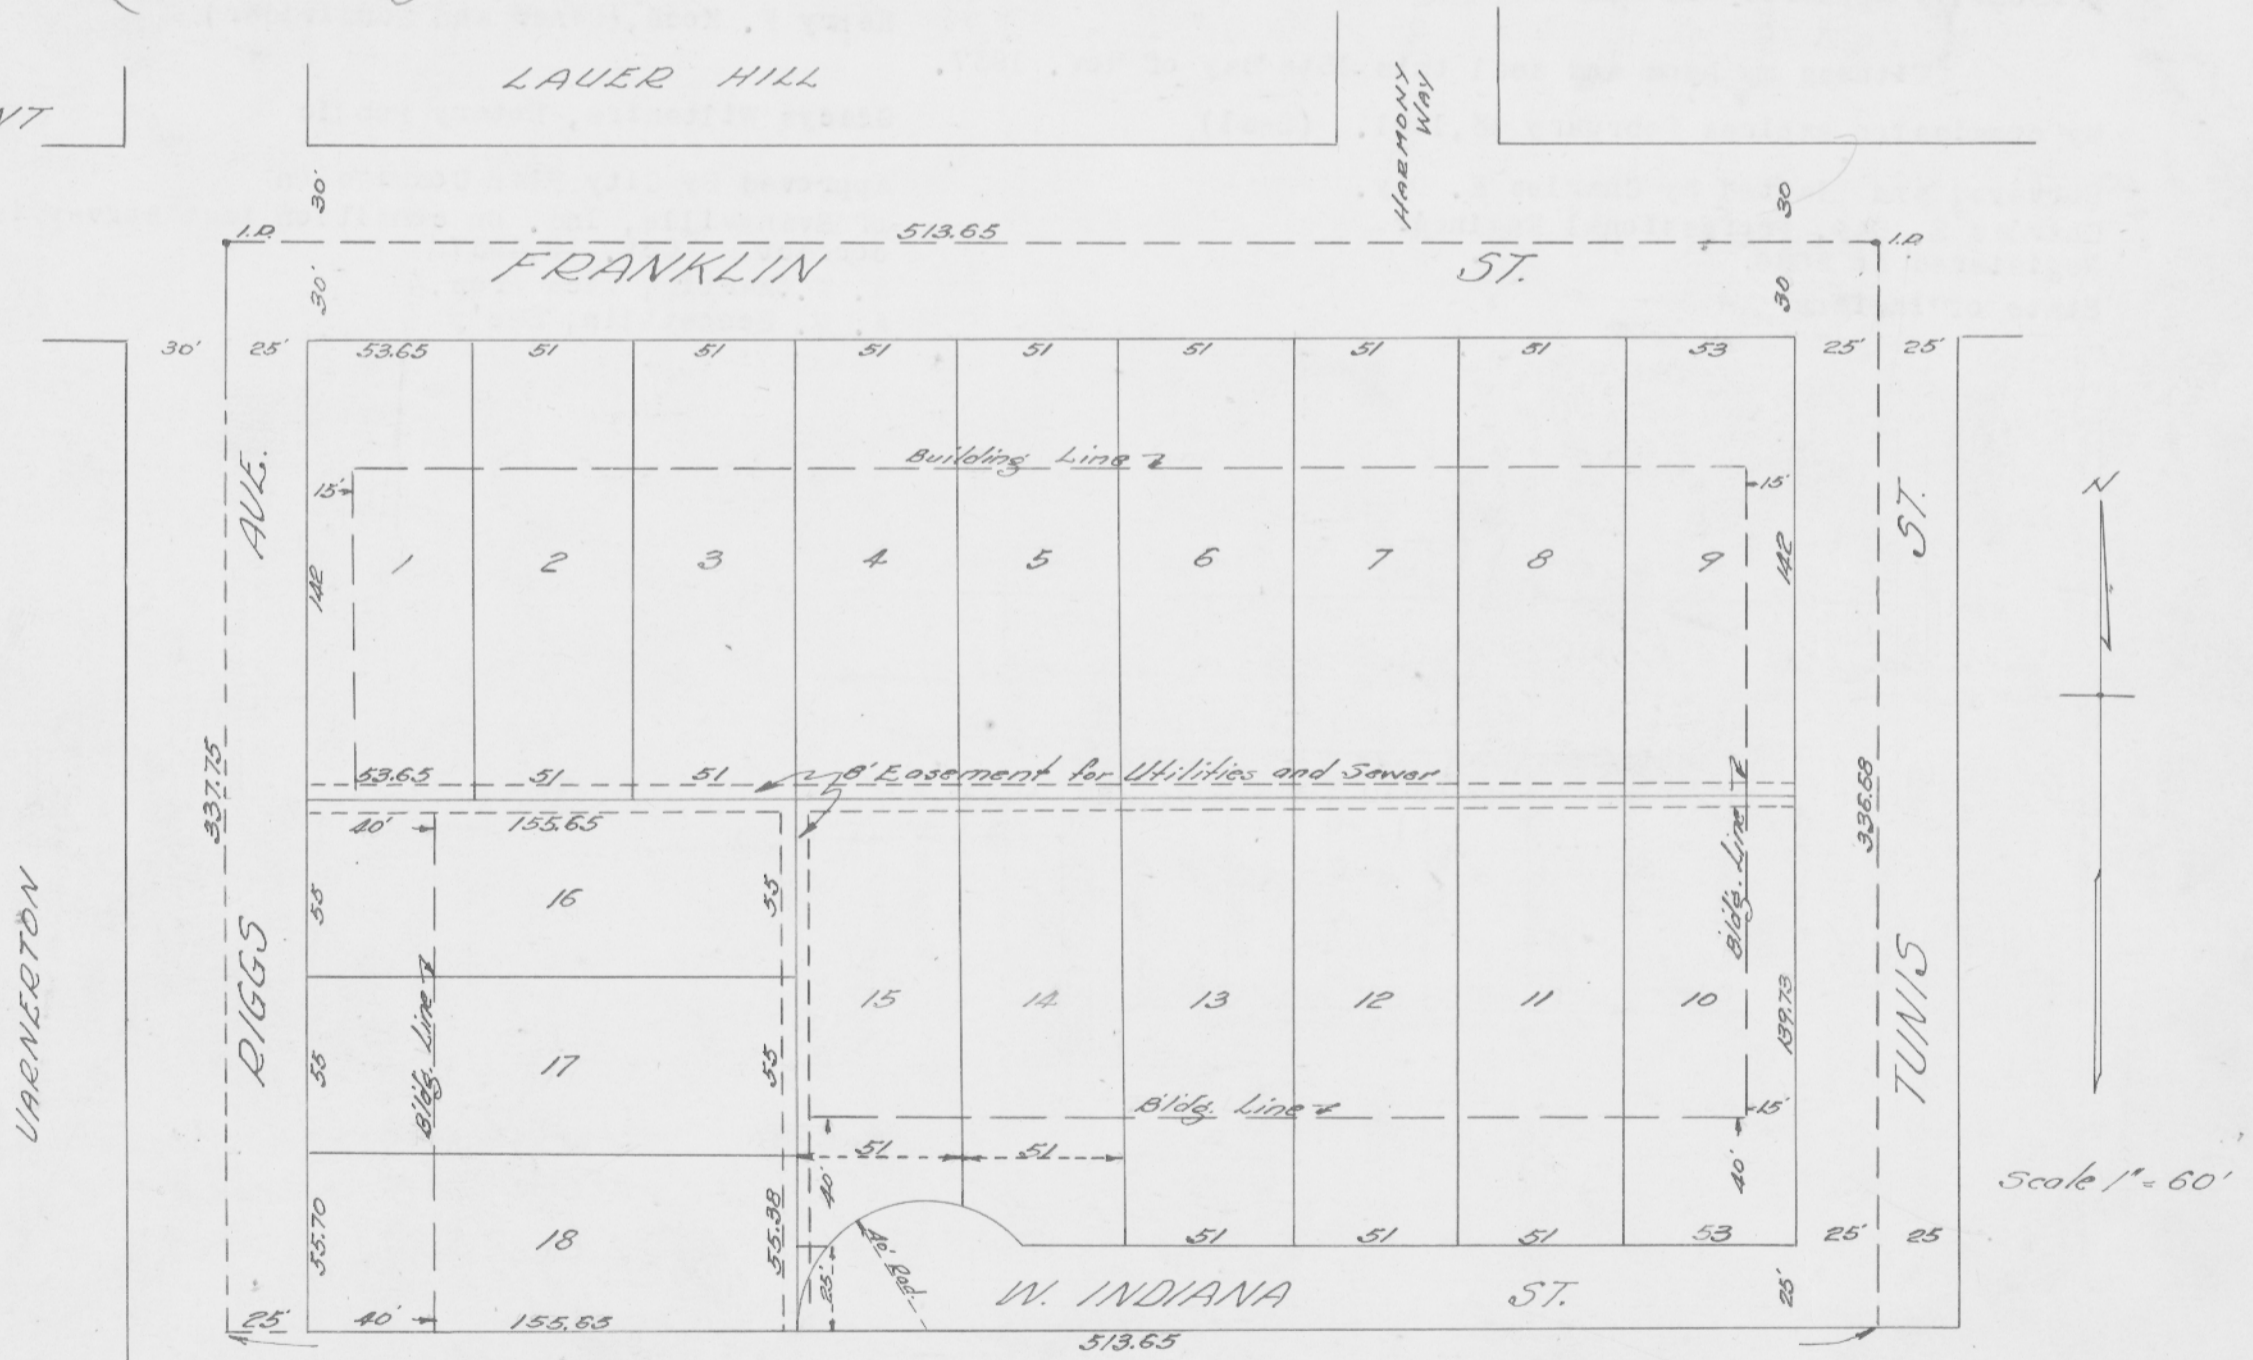 NT
LAUER HILL
HARMONY
WAY
30'
30
I.P.
513.65
I.P.
FRANKLIN ST.
30'
30
30'
25'
53.65 51 51 51 51 51 51 51 53
25'
25'
Building Line
15'
15'
AVE.
ST.
N
142
1 2 3 4 5 6 7 8 9
142
53.65 51 51
8' Easement for Utilities and Sewer
337.75
336.68
40'
155.65
Bldg. Line
55
16
55
VARNERTON
RIGGS
TUNIS
15 14 13 12 11 10
139.73
Bldg. Line
55
17
55
Bldg. Line
15'
51 51
40'
40'
Scale 1" = 60'
55.70
18
55.38
51 51 51 53
25'
25
40' Rad.
25'
W. INDIANA ST.
25'
25'
40'
155.65
513.65